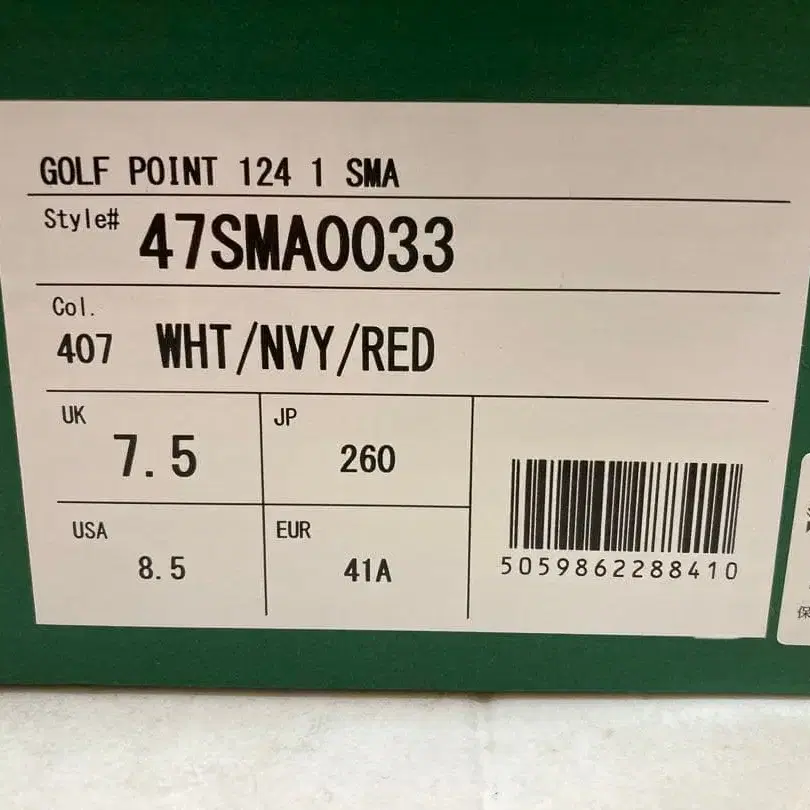 GOLF POINT 124 1 SMA
Style# 47SMA0033
Col.
407 WHT/NVY/RED
UK
7.5
JP
260
USA
8.5
EUR
41A
5059862288410
保